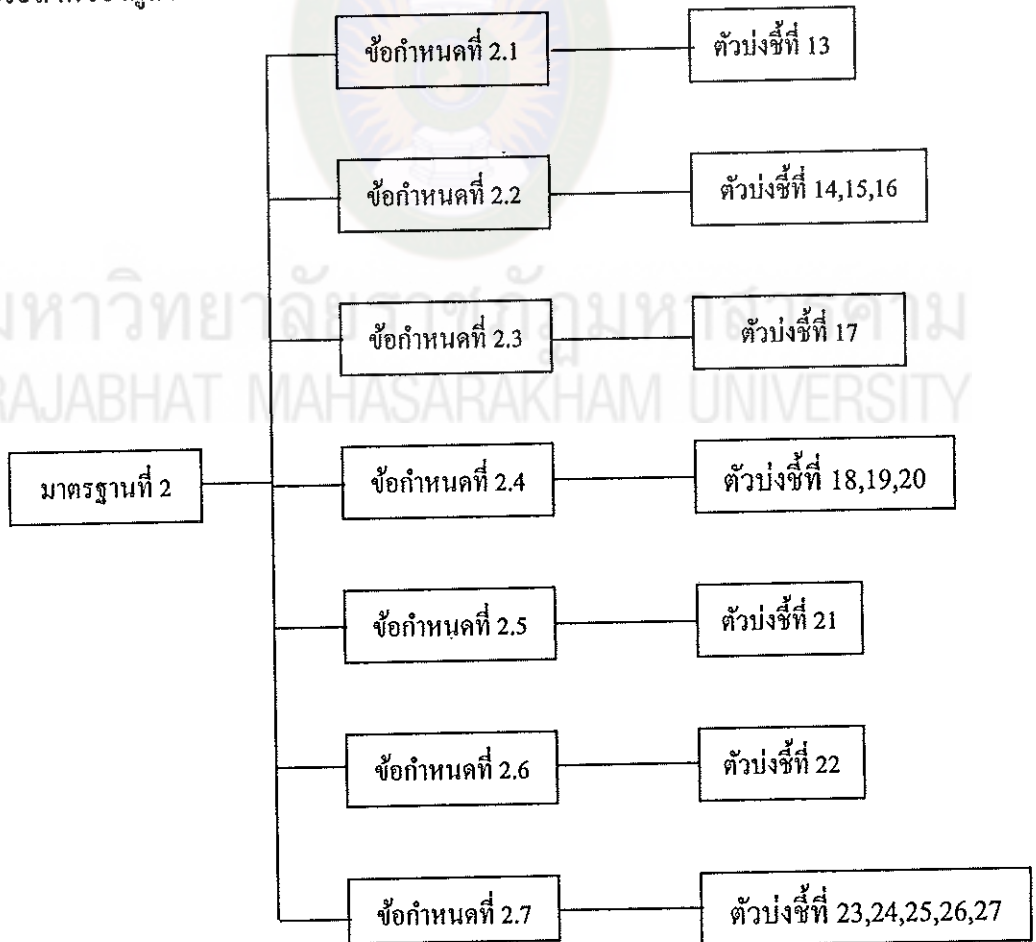 ข้อกำหนดที่ 2.1 ตัวบ่งชี้ที่ 13
ข้อกำหนดที่ 2.2 ตัวบ่งชี้ที่ 14,15,16
มหาวิทยาลัยราชภัฏมหาสารคาม
RAJABHAT MAHASARAKHAM UNIVERSITY
ข้อกำหนดที่ 2.3 ตัวบ่งชี้ที่ 17
มาตรฐานที่ 2 ข้อกำหนดที่ 2.4 ตัวบ่งชี้ที่ 18,19,20
ข้อกำหนดที่ 2.5 ตัวบ่งชี้ที่ 21
ข้อกำหนดที่ 2.6 ตัวบ่งชี้ที่ 22
ข้อกำหนดที่ 2.7 ตัวบ่งชี้ที่ 23,24,25,26,27